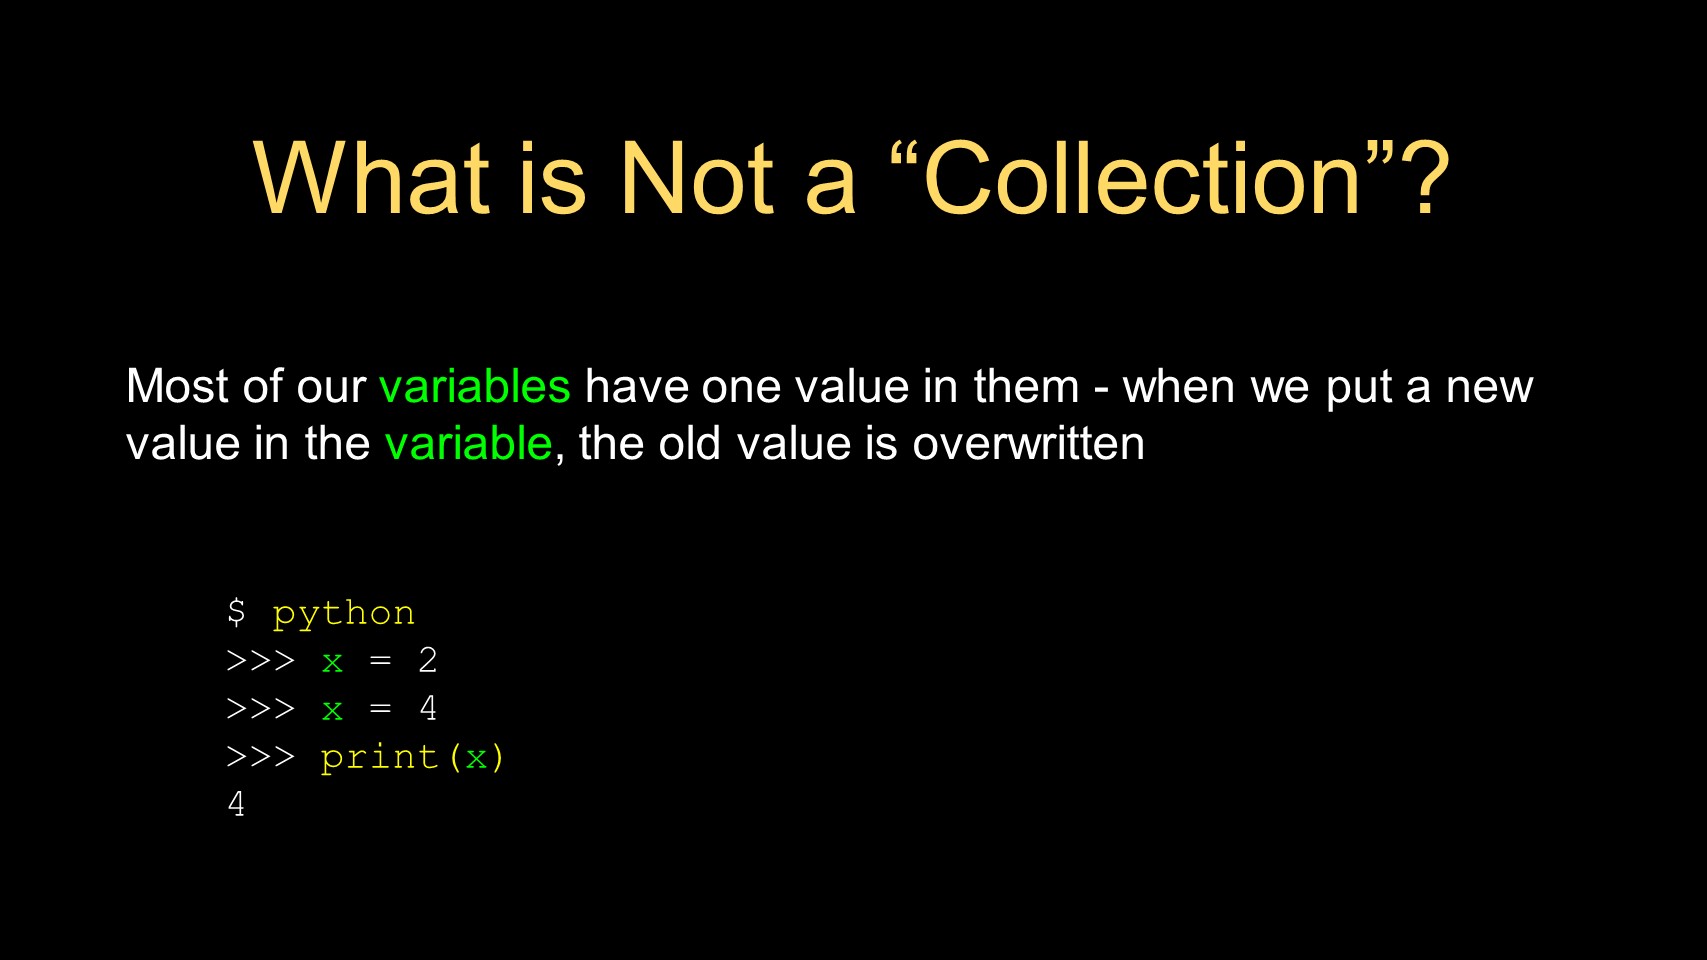 What is Not a “Collection”?
Most of our variables have one value in them - when we put a new
value in the variable, the old value is overwritten
$ python
>>> x = 2
>>> x = 4
>>> print(x)
4